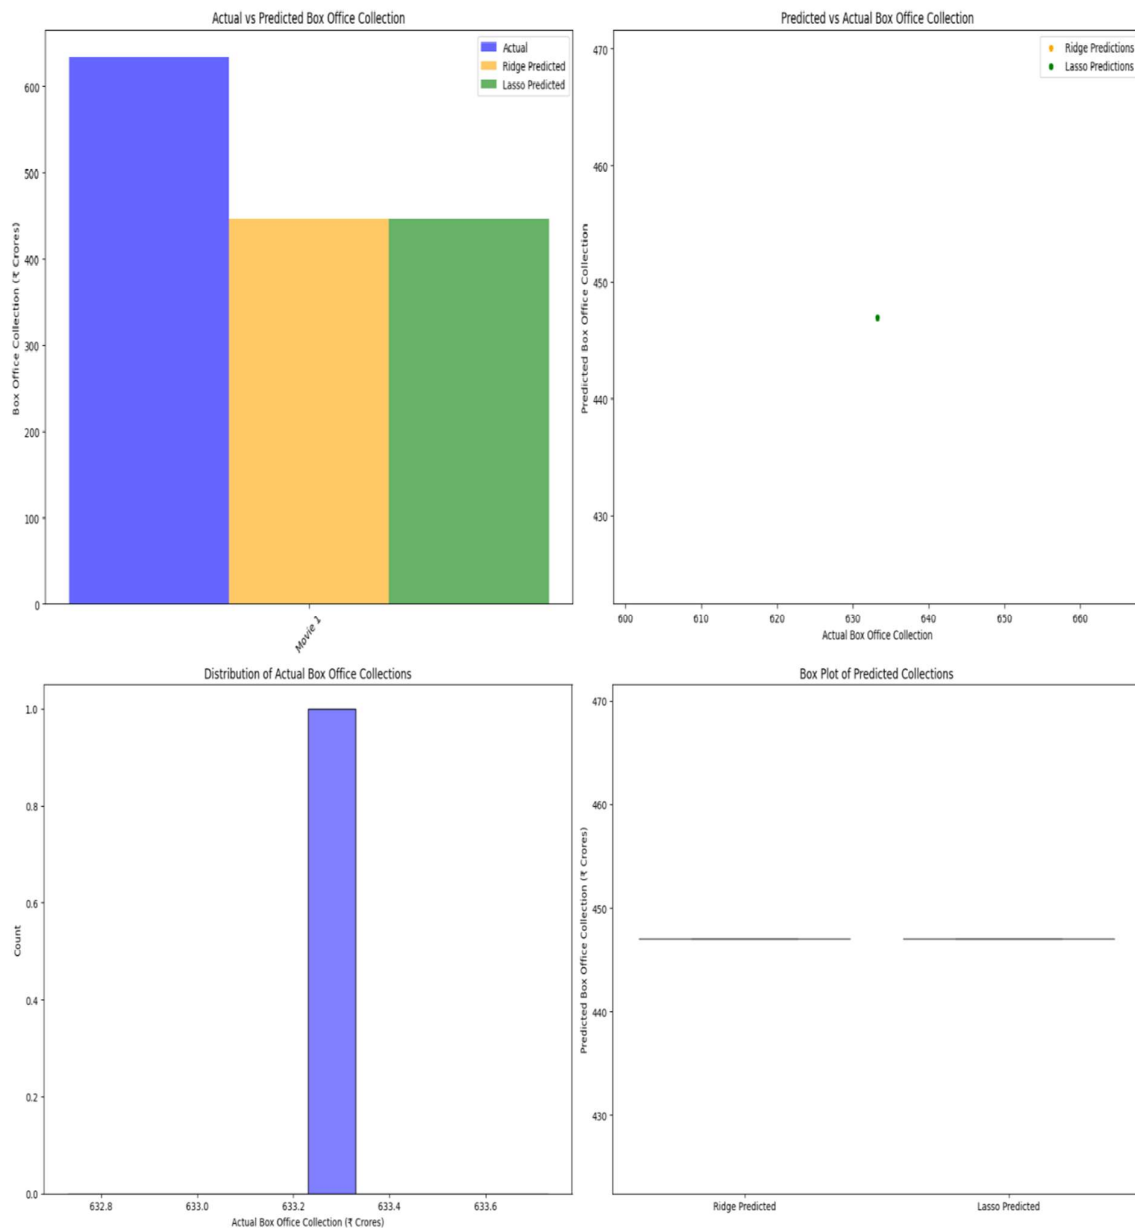 Actual vs Predicted Box Office Collection
Actual
Ridge Predicted
Lasso Predicted
600
500
400
300
200
100
0
Box Office Collection (₹ Crores)
Movie 1
Predicted vs Actual Box Office Collection
Ridge Predictions
Lasso Predictions
470
460
450
440
430
Predicted Box Office Collection
600 610 620 630 640 650 660
Actual Box Office Collection
Distribution of Actual Box Office Collections
1.0
0.8
0.6
0.4
0.2
0.0
Count
632.8 633.0 633.2 633.4 633.6
Actual Box Office Collection (₹ Crores)
Box Plot of Predicted Collections
470
460
450
440
430
Predicted Box Office Collection (₹ Crores)
Ridge Predicted Lasso Predicted